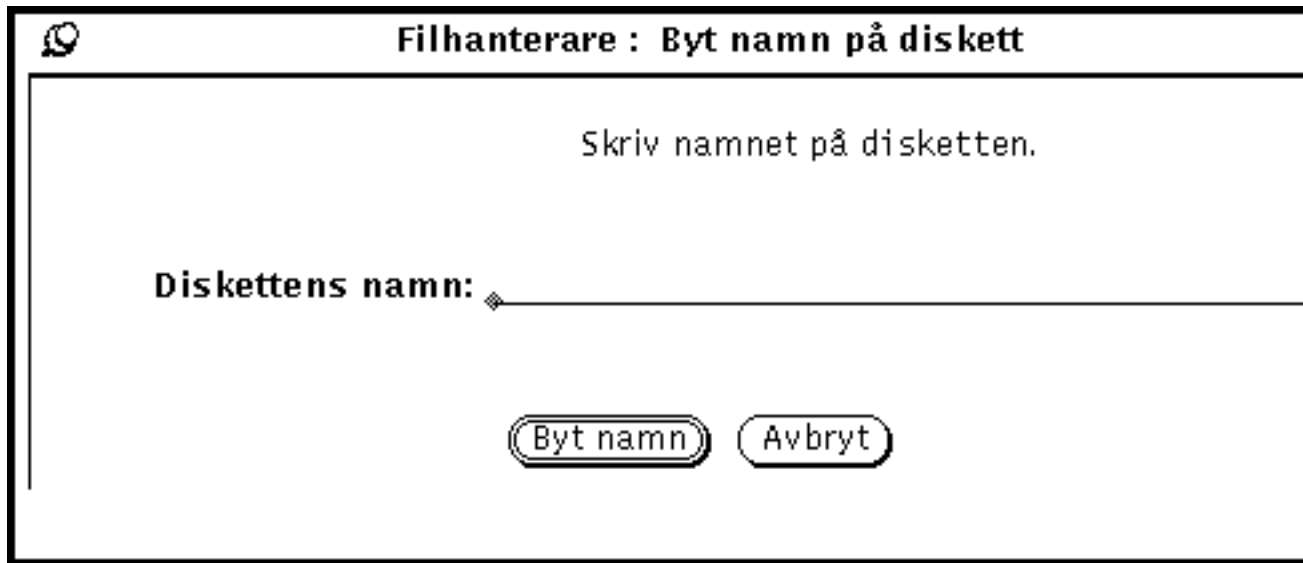 Filhanterare : Byt namn på diskett
Skriv namnet på disketten.
Diskettens namn:
Byt namn Avbryt